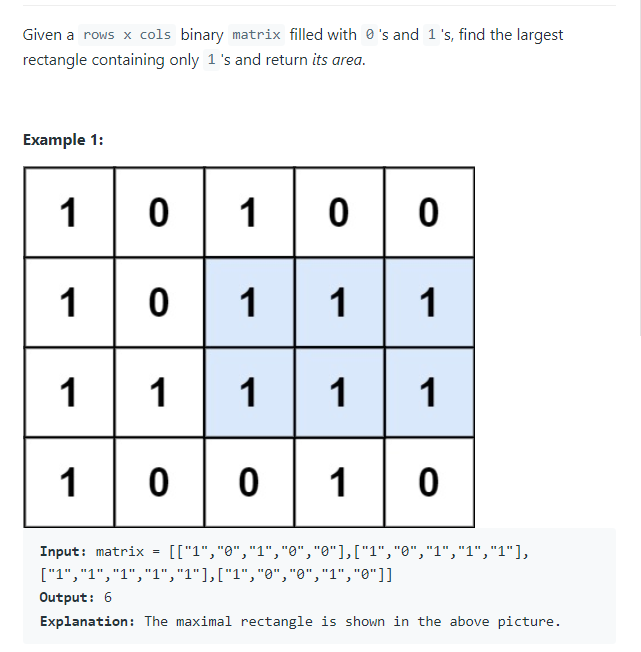 Given a rows x cols binary matrix filled with 0 's and 1 's, find the largest
rectangle containing only 1 's and return its area.
Example 1:
1 0 1 0 0
1 0 1 1 1
1 1 1 1 1
1 0 0 1 0
Input: matrix = [["1","0","1","0","0"],["1","0","1","1","1"],
["1","1","1","1","1"],["1","0","0","1","0"]]
Output: 6
Explanation: The maximal rectangle is shown in the above picture.